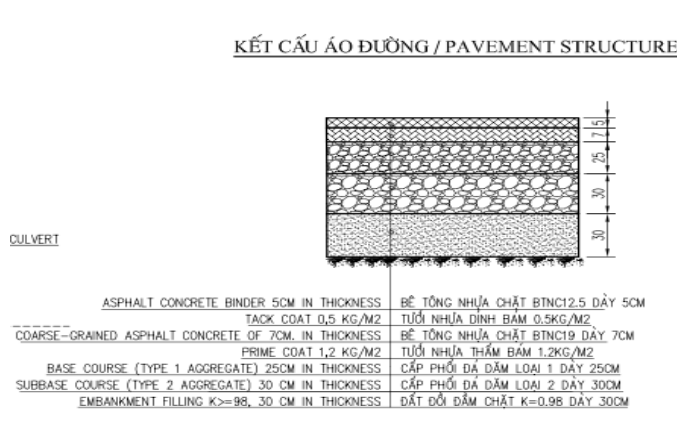 KẾT CẤU ÁO ĐƯỜNG / PAVEMENT STRUCTURE
5
7
25
30
30
CULVERT
ASPHALT CONCRETE BINDER 5CM IN THICKNESS BÊ TÔNG NHỰA CHẶT BTNC12.5 DÀY 5CM
TACK COAT 0,5 KG/M2 TƯỚI NHỰA DÍNH BÁM 0.5KG/M2
COARSE-GRAINED ASPHALT CONCRETE OF 7CM. IN THICKNESS BÊ TÔNG NHỰA CHẶT BTNC19 DÀY 7CM
PRIME COAT 1,2 KG/M2 TƯỚI NHỰA THẤM BÁM 1.2KG/M2
BASE COURSE (TYPE 1 AGGREGATE) 25CM IN THICKNESS CẤP PHỐI ĐÁ DĂM LOẠI 1 DÀY 25CM
SUBBASE COURSE (TYPE 2 AGGREGATE) 30 CM IN THICKNESS CẤP PHỐI ĐÁ DĂM LOẠI 2 DÀY 30CM
EMBANKMENT FILLING K>=98, 30 CM IN THICKNESS ĐẤT ĐỒI ĐẦM CHẶT K=0.98 DÀY 30CM